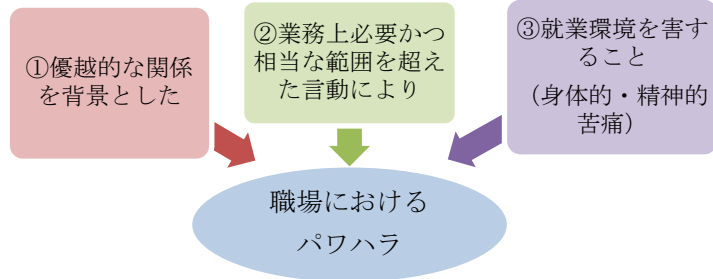 ①優越的な関係
を背景とした
②業務上必要かつ
相当な範囲を超え
た言動により
③就業環境を害す
ること
（身体的・精神的
苦痛）
職場における
パワハラ